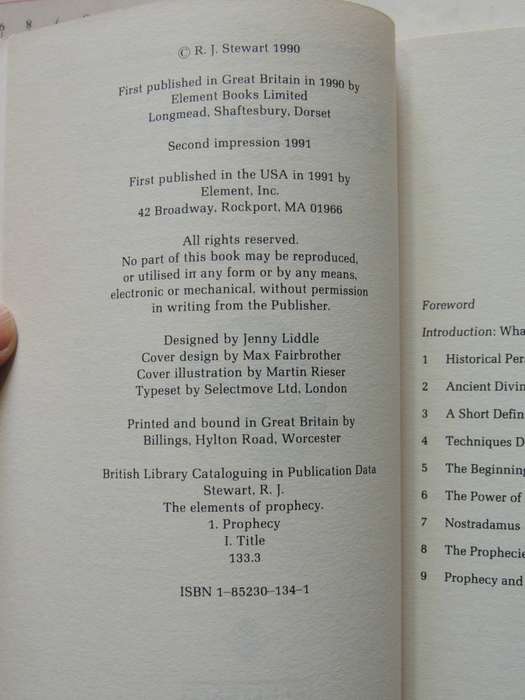 © R. J. Stewart 1990
First published in Great Britain in 1990 by
Element Books Limited
Longmead, Shaftesbury, Dorset
Second impression 1991
First published in the USA in 1991 by
Element, Inc.
42 Broadway, Rockport, MA 01966
All rights reserved.
No part of this book may be reproduced,
or utilised in any form or by any means,
electronic or mechanical, without permission
in writing from the Publisher.
Designed by Jenny Liddle
Cover design by Max Fairbrother
Cover illustration by Martin Rieser
Typeset by Selectmove Ltd, London
Printed and bound in Great Britain by
Billings, Hylton Road, Worcester
British Library Cataloguing in Publication Data
Stewart, R. J.
The elements of prophecy.
1. Prophecy
I. Title
133.3
ISBN 1–85230–134–1
Foreword
Introduction: Wha
1 Historical Per
2 Ancient Divin
3 A Short Defin
4 Techniques D
5 The Beginning
6 The Power of
7 Nostradamus
8 The Prophecie
9 Prophecy and